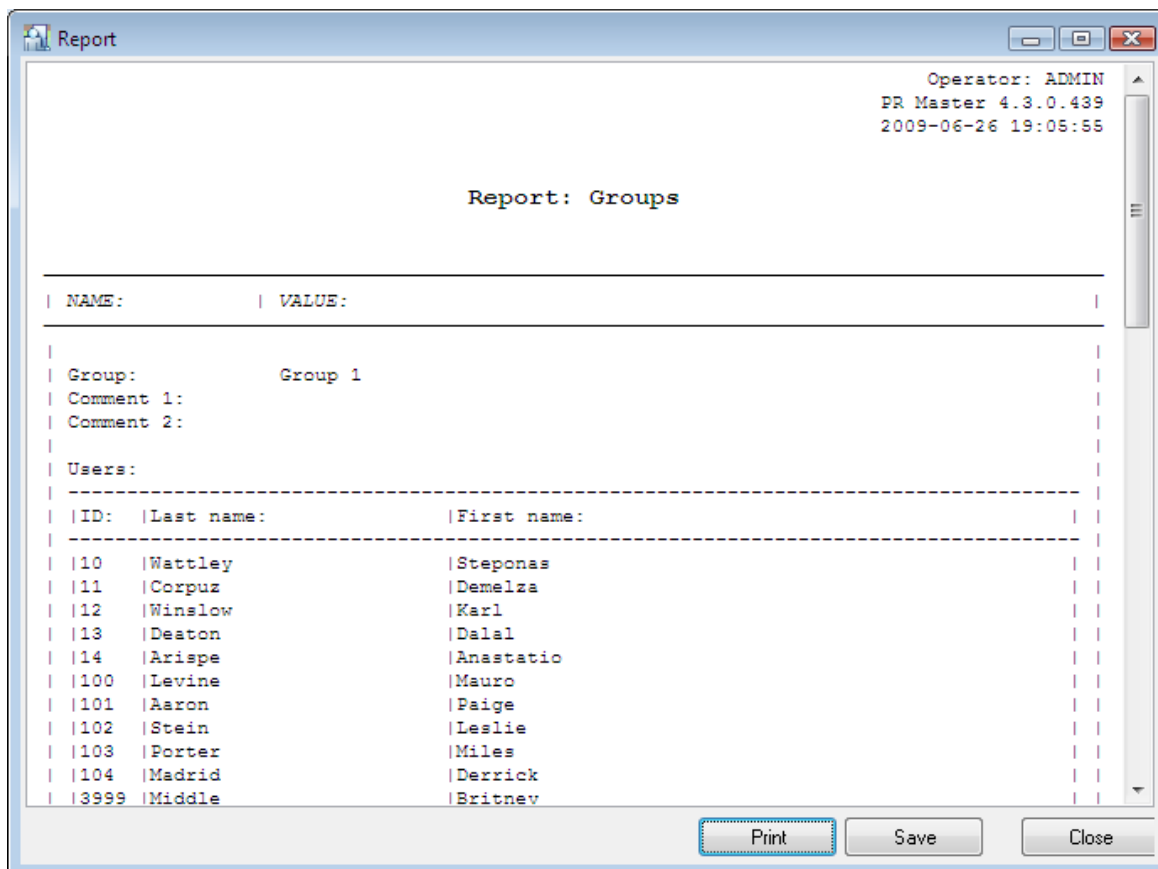 Report
Operator: ADMIN
PR Master 4.3.0.439
2009-06-26 19:05:55
Report: Groups
| NAME: | VALUE: |
Group: Group 1
Comment 1:
Comment 2:
Users:
|ID: |Last name: |First name: |
|10 |Wattley |Steponas |
|11 |Corpuz |Demelza |
|12 |Winslow |Karl |
|13 |Deaton |Dalal |
|14 |Arispe |Anastatio |
|100 |Levine |Mauro |
|101 |Aaron |Paige |
|102 |Stein |Leslie |
|103 |Porter |Miles |
|104 |Madrid |Derrick |
|3999 |Middle |Britney |
Print Save Close